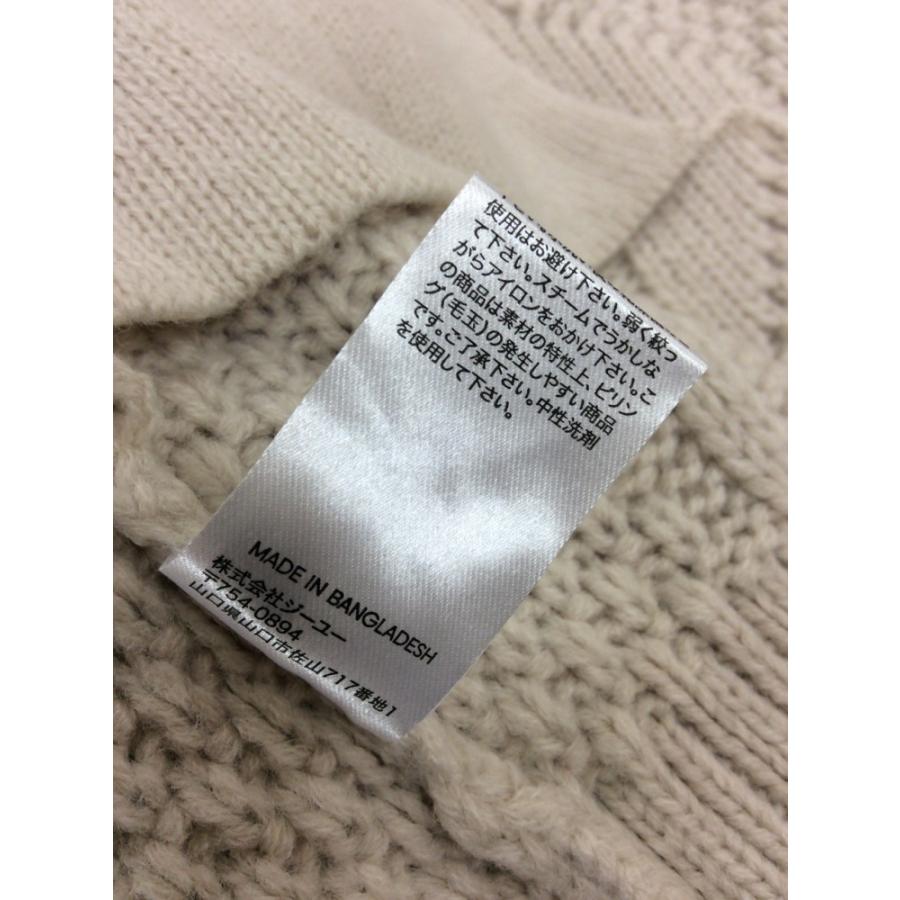 使用はお避け下さい。弱く絞っ
て下さい。スチームでうかしな
がらアイロンをおかけ下さい。こ
の商品は素材の特性上、ピリン
グ(毛玉)の発生しやすい商品
です。ご了承下さい。中性洗剤
を使用して下さい。
MADE IN BANGLADESH
株式会社ジーユー
〒754-0894
山口県山口市佐山717番地1